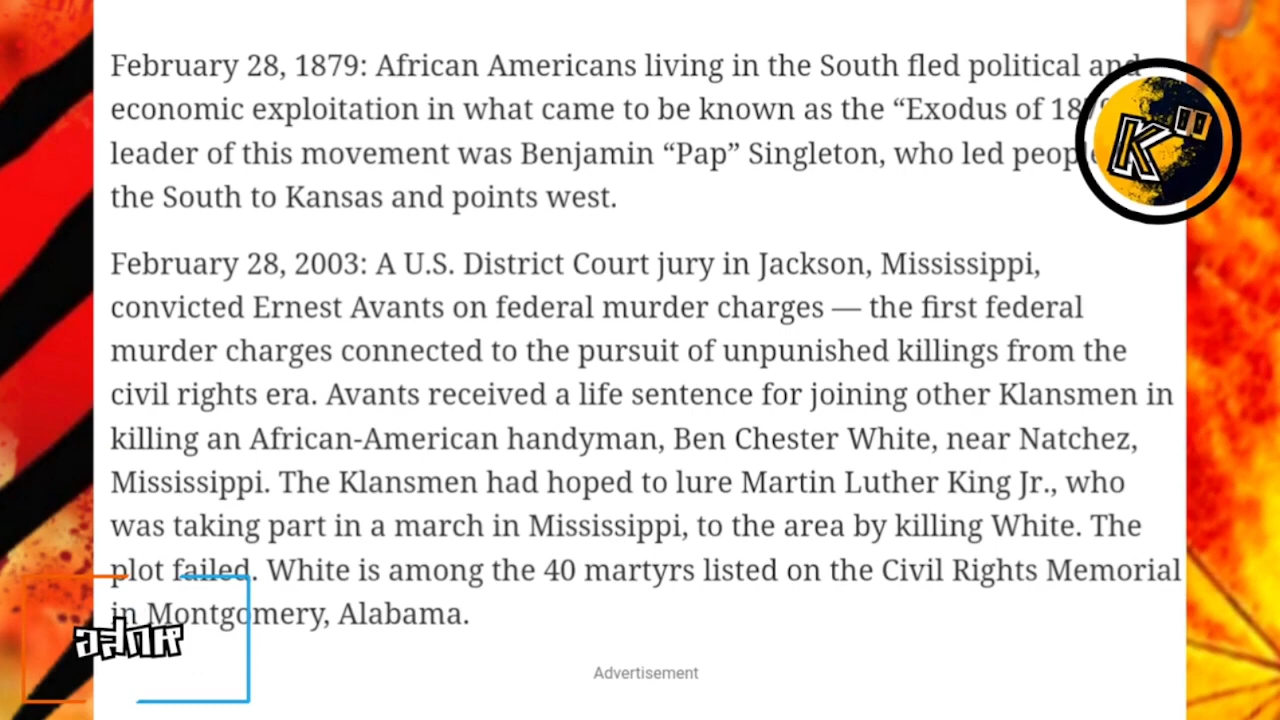 February 28, 1879: African Americans living in the South fled political and
economic exploitation in what came to be known as the “Exodus of 1879
leader of this movement was Benjamin “Pap” Singleton, who led people
the South to Kansas and points west.
February 28, 2003: A U.S. District Court jury in Jackson, Mississippi,
convicted Ernest Avants on federal murder charges — the first federal
murder charges connected to the pursuit of unpunished killings from the
civil rights era. Avants received a life sentence for joining other Klansmen in
killing an African-American handyman, Ben Chester White, near Natchez,
Mississippi. The Klansmen had hoped to lure Martin Luther King Jr., who
was taking part in a march in Mississippi, to the area by killing White. The
plot failed. White is among the 40 martyrs listed on the Civil Rights Memorial
in Montgomery, Alabama.
Advertisement
K"